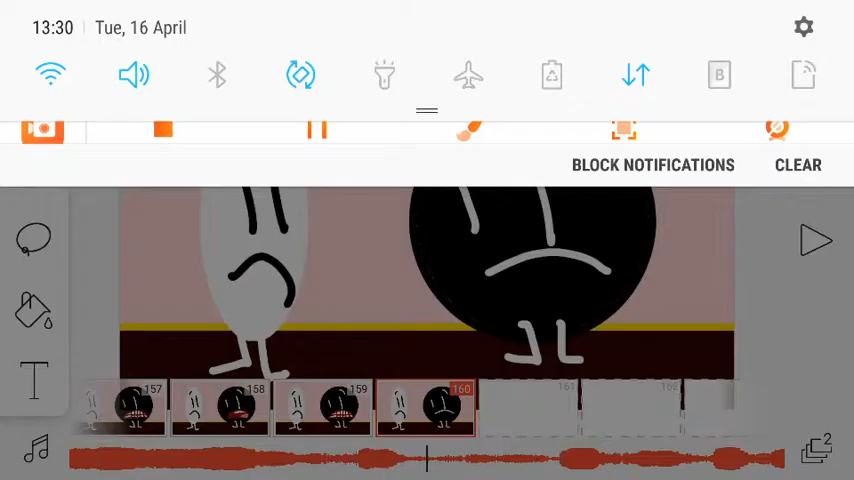 13:30 Tue, 16 April
B
BLOCK NOTIFICATIONS CLEAR
T
157 158 159 160 161 162
2